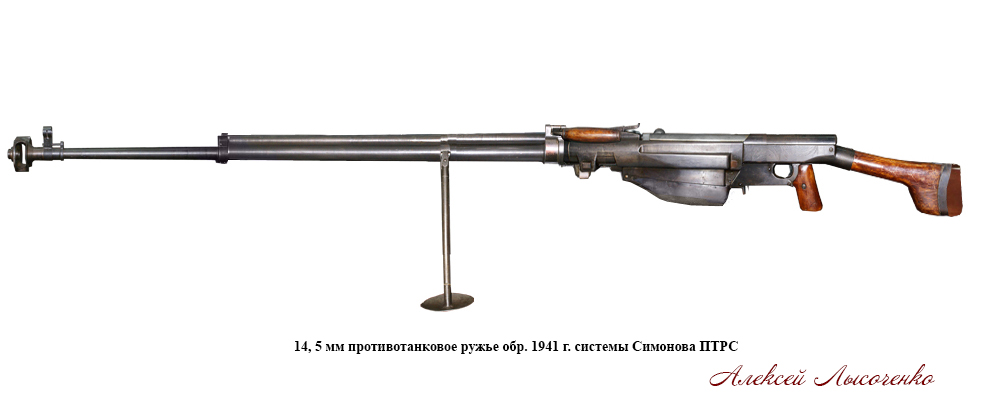 14, 5 мм противотанковое ружье обр. 1941 г. системы Симонова ПТРС
Алексей Лысоченко